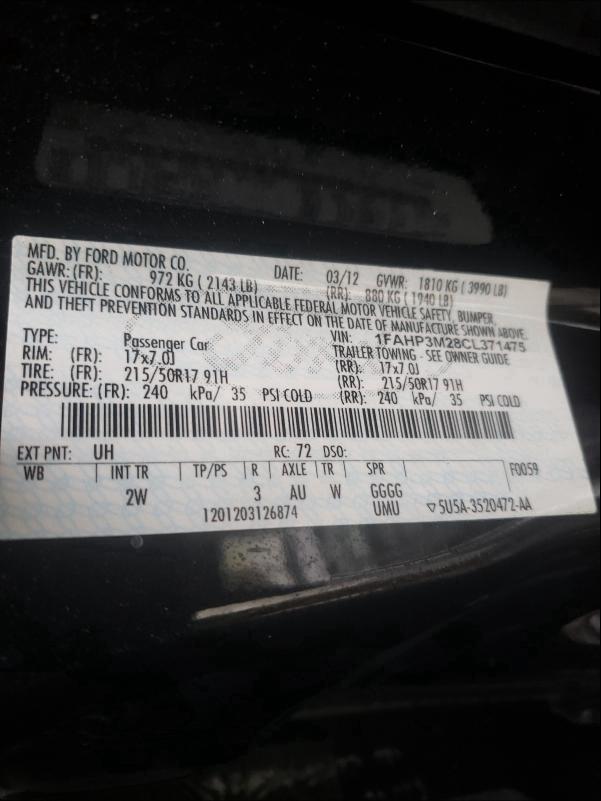 MFD. BY FORD MOTOR CO. DATE: 03/12 GVWR: 1810 KG ( 3990 LB)
GAWR: (FR): 972 KG ( 2143 LB) (RR): 880 KG ( 1940 LB)
THIS VEHICLE CONFORMS TO ALL APPLICABLE FEDERAL MOTOR VEHICLE SAFETY, BUMPER,
AND THEFT PREVENTION STANDARDS IN EFFECT ON THE DATE OF MANUFACTURE SHOWN ABOVE.
VIN: 1FAHP3M28CL371475
TYPE: Passenger Car TRAILER TOWING - SEE OWNER GUIDE
RIM: (FR): 17x7.0J (RR): 17x7.0J
TIRE: (FR): 215/50R17 91H (RR): 215/50R17 91H
PRESSURE: (FR): 240 kPa/ 35 PSI COLD (RR): 240 kPa/ 35 PSI COLD
EXT PNT: UH RC: 72 DSO:
WB INT TR TP/PS R AXLE TR SPR F0059
2W 3 AU W GGGG
1201203126874 UMU ▽5U5A-3520472-AA